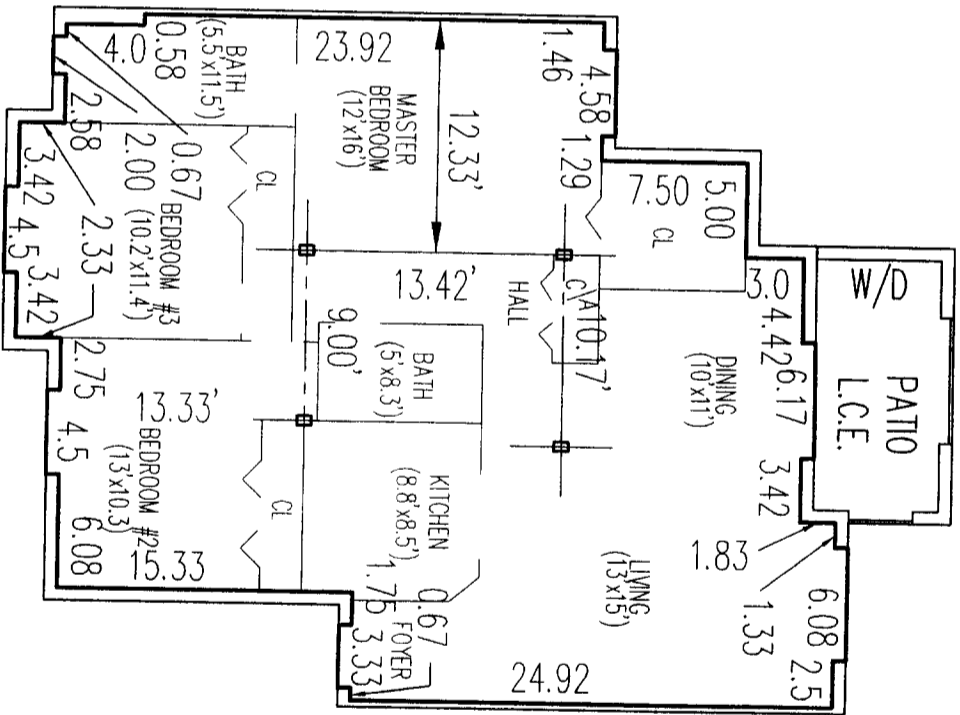 4.0
0.58
BATH
(5.5'x11.5')
23.92
MASTER
BEDROOM
(12'x16')
12.33'
1.46
4.58
1.29
7.50
5.00
CL
3.0
W/D
PATIO
L.C.E.
4.42
6.17
3.42
DINING
(10'x11')
10.17'
HALL
13.42'
9.00'
BATH
(5'x8.3')
KITCHEN
(8.8'x8.5')
LIVING
(13'x15')
1.83
1.33
6.08
2.5
24.92
0.67
1.75
FOYER
3.33
2.58
2.00
0.67
CL
BEDROOM #3
(10.2'x11.4')
2.33
3.42
4.5
3.42
2.75
13.33'
4.5
BEDROOM #2
(13'x10.3)
CL
6.08
15.33